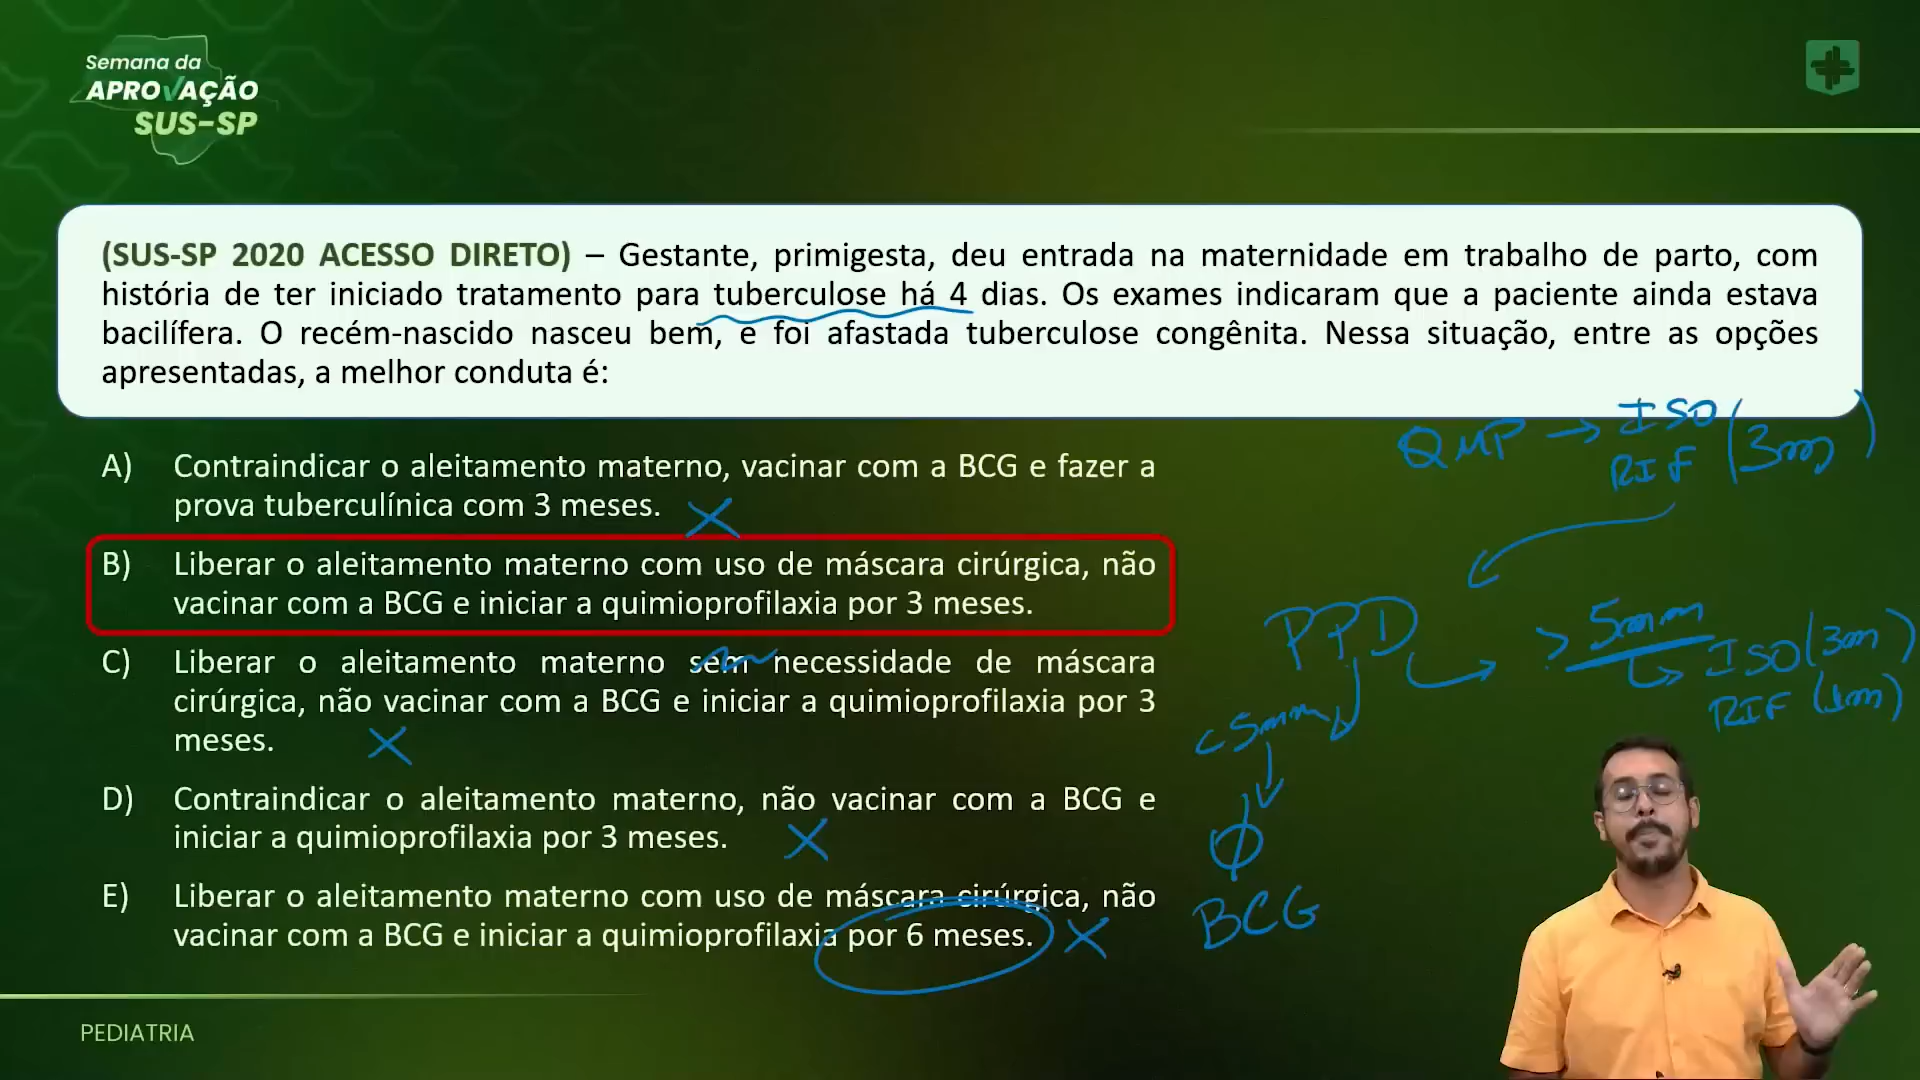 Semana da
APROVAÇÃO
SUS-SP
(SUS-SP 2020 ACESSO DIRETO) – Gestante, primigesta, deu entrada na maternidade em trabalho de parto, com
história de ter iniciado tratamento para tuberculose há 4 dias. Os exames indicaram que a paciente ainda estava
bacilífera. O recém-nascido nasceu bem, e foi afastada tuberculose congênita. Nessa situação, entre as opções
apresentadas, a melhor conduta é:
A) Contraindicar o aleitamento materno, vacinar com a BCG e fazer a
prova tuberculínica com 3 meses.
B) Liberar o aleitamento materno com uso de máscara cirúrgica, não
vacinar com a BCG e iniciar a quimioprofilaxia por 3 meses.
C) Liberar o aleitamento materno sem necessidade de máscara
cirúrgica, não vacinar com a BCG e iniciar a quimioprofilaxia por 3
meses.
D) Contraindicar o aleitamento materno, não vacinar com a BCG e
iniciar a quimioprofilaxia por 3 meses.
E) Liberar o aleitamento materno com uso de máscara cirúrgica, não
vacinar com a BCG e iniciar a quimioprofilaxia por 6 meses.
QMP → ISO
RIF (3m)
PPD
> 5mm
ISO (3m)
RIF (1m)
<5mm
BCG
PEDIATRIA